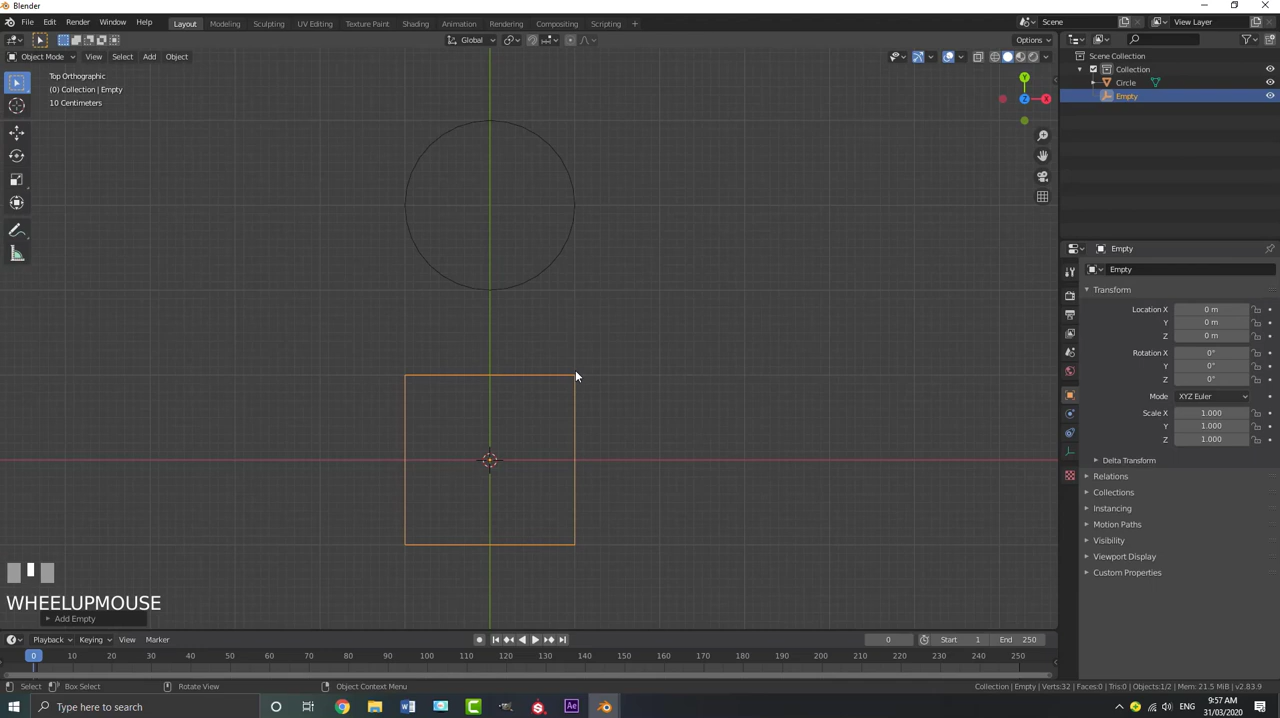 Blender
File Edit Render Window Help
Layout Modeling Sculpting UV Editing Texture Paint Shading Animation Rendering Compositing Scripting +
Scene
View Layer
Global
Options
Object Mode View Select Add Object
Top Orthographic
(0) Collection | Empty
10 Centimeters
Y
Z
X
Scene Collection
Collection
Circle
Empty
Empty
Empty
Transform
Location X 0 m
Y 0 m
Z 0 m
Rotation X 0°
Y 0°
Z 0°
Mode XYZ Euler
Scale X 1.000
Y 1.000
Z 1.000
Delta Transform
Relations
Collections
Instancing
Motion Paths
Visibility
Viewport Display
Custom Properties
WHEELUPMOUSE
Add Empty
Playback Keying View Marker
0 Start 1 End 250
0 10 20 30 40 50 60 70 80 90 100 110 120 130 140 150 160 170 180 190 200 210 220 230 240 250
Select Box Select Rotate View Object Context Menu
Collection | Empty | Verts:32 | Faces:0 | Tris:0 | Objects:1/2 | Mem: 21.5 MiB | v2.83.9
Type here to search
9:57 AM
31/03/2020